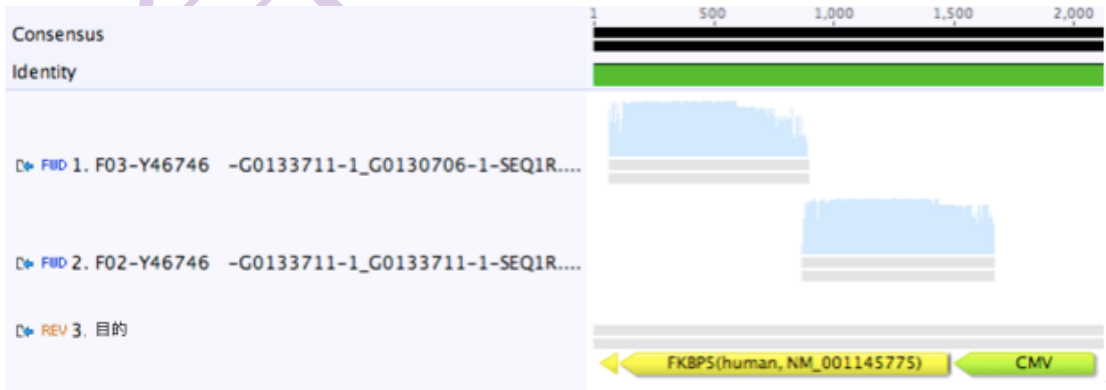 1 500 1,000 1,500 2,000
Consensus
Identity
FWD 1. F03-Y46746 -G0133711-1_G0130706-1-SEQ1R....
FWD 2. F02-Y46746 -G0133711-1_G0133711-1-SEQ1R....
REV 3. 目的
FKBP5(human, NM_001145775) CMV